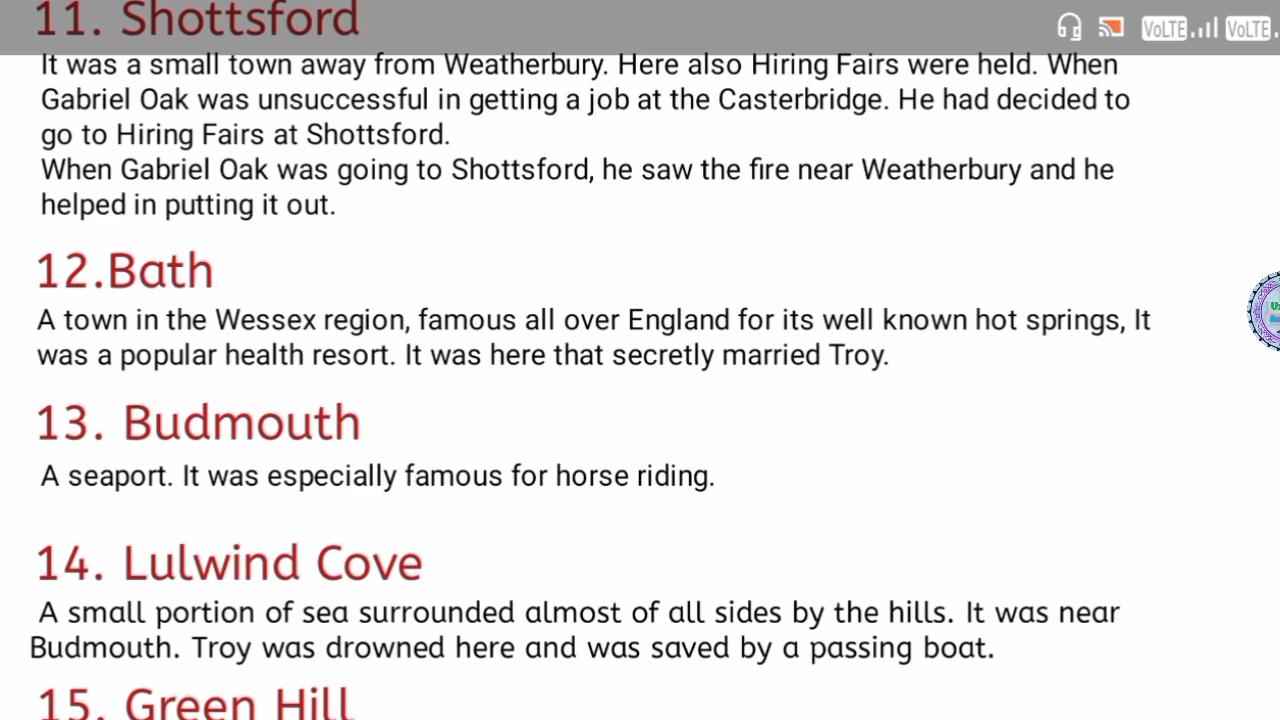 11. Shottsford
VoLTE VoLTE
It was a small town away from Weatherbury. Here also Hiring Fairs were held. When
Gabriel Oak was unsuccessful in getting a job at the Casterbridge. He had decided to
go to Hiring Fairs at Shottsford.
When Gabriel Oak was going to Shottsford, he saw the fire near Weatherbury and he
helped in putting it out.
12.Bath
A town in the Wessex region, famous all over England for its well known hot springs, It
was a popular health resort. It was here that secretly married Troy.
13. Budmouth
A seaport. It was especially famous for horse riding.
14. Lulwind Cove
A small portion of sea surrounded almost of all sides by the hills. It was near
Budmouth. Troy was drowned here and was saved by a passing boat.
15. Green Hill